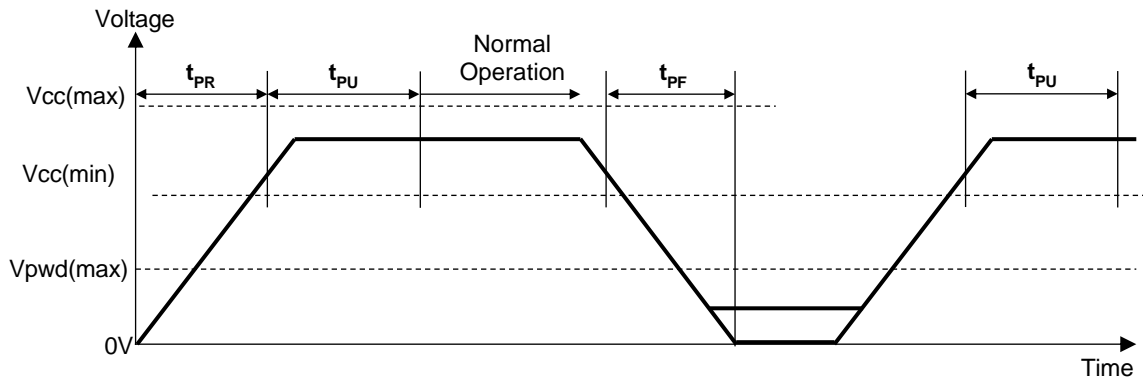 Voltage
Normal
Operation
tPR
tPU
tPF
tPU
Vcc(max)
Vcc(min)
Vpwd(max)
0V
Time